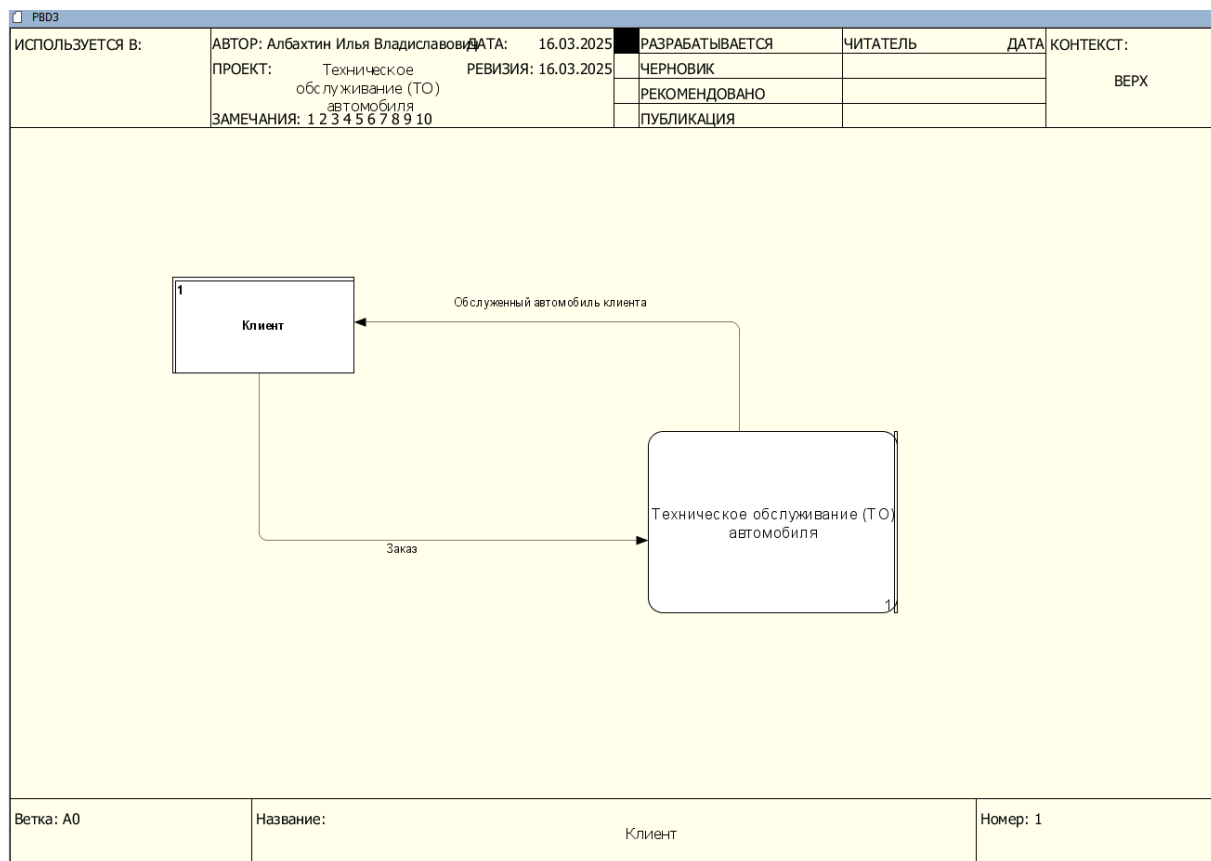 PBD3
ИСПОЛЬЗУЕТСЯ В:
АВТОР: Албахтин Илья Владиславович
ДАТА: 16.03.2025
РАЗРАБАТЫВАЕТСЯ
ЧИТАТЕЛЬ
ДАТА
КОНТЕКСТ:
ПРОЕКТ: Техническое
обслуживание (ТО)
автомобиля
РЕВИЗИЯ: 16.03.2025
ЧЕРНОВИК
ВЕРХ
РЕКОМЕНДОВАНО
ЗАМЕЧАНИЯ: 1 2 3 4 5 6 7 8 9 10
ПУБЛИКАЦИЯ
1
Клиент
Обслуженный автомобиль клиента
Техническое обслуживание (ТО)
автомобиля
1
Заказ
Ветка: A0
Название:
Клиент
Номер: 1